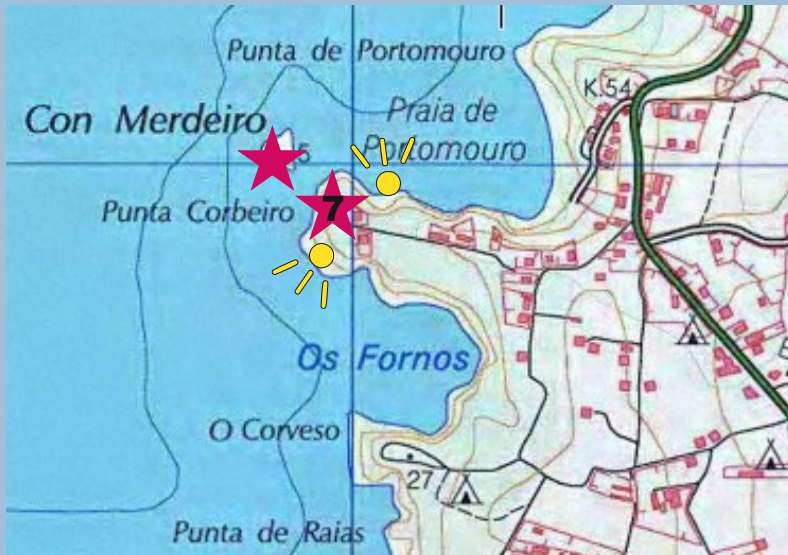 Punta de Portomouro
K.54
Con Merdeiro
Praia de
Portomouro
5
Punta Corbeiro
7
Os Fornos
O Corveso
27
Punta de Raias